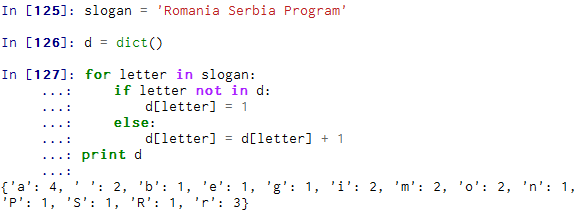 In [125]: slogan = 'Romania Serbia Program'
In [126]: d = dict()
In [127]: for letter in slogan:
     ...:     if letter not in d:
     ...:         d[letter] = 1
     ...:     else:
     ...:         d[letter] = d[letter] + 1
     ...: print d
     ...:
{'a': 4, ' ': 2, 'b': 1, 'e': 1, 'g': 1, 'i': 2, 'm': 2, 'o': 2, 'n': 1,
'P': 1, 'S': 1, 'R': 1, 'r': 3}